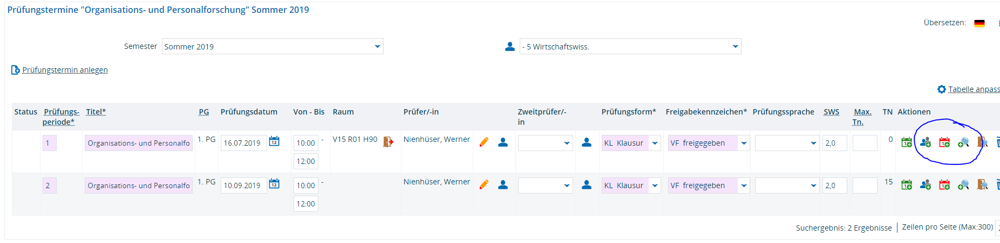 Prüfungstermine "Organisations- und Personalforschung" Sommer 2019
Übersetzen:
Semester Sommer 2019 - 5 Wirtschaftswiss.
Prüfungstermin anlegen
Tabelle anpass
Status Prüfungs- Titel* PG Prüfungsdatum Von - Bis Raum Prüfer/-in Zweitprüfer/- Prüfungsform* Freigabekennzeichen* Prüfungssprache SWS Max. TN Aktionen
periode* in Tn.
1 Organisations- und Personalfo 1. PG 16.07.2019 12 10:00 - V15 R01 H90 Nienhüser, Werner KL Klausur VF freigegeben 2,0 0
12:00
2 Organisations- und Personalfo 1. PG 10.09.2019 12 10:00 - Nienhüser, Werner KL Klausur VF freigegeben 2,0 15
12:00
Suchergebnis: 2 Ergebnisse | Zeilen pro Seite (Max:300) 2